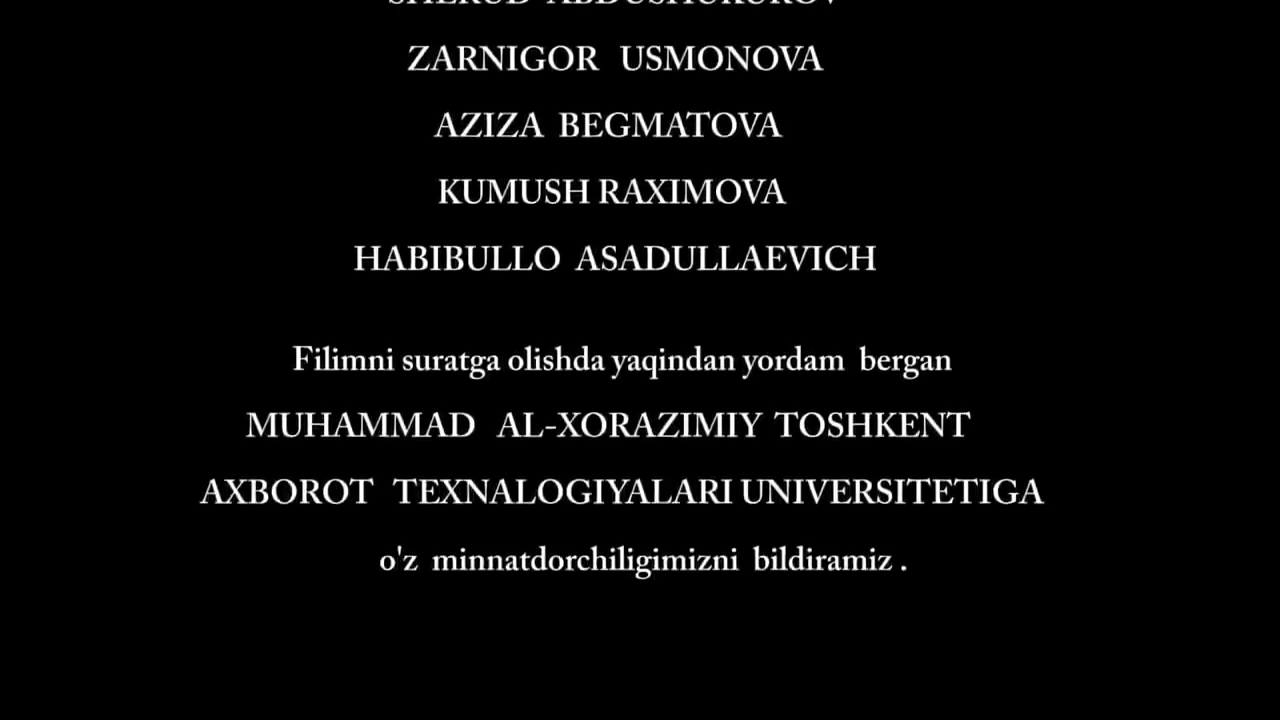 ZARNIGOR USMONOVA
AZIZA BEGMATOVA
KUMUSH RAXIMOVA
HABIBULLO ASADULLAEVICH
Filimni suratga olishda yaqindan yordam bergan
MUHAMMAD AL-XORAZIMIY TOSHKENT
AXBOROT TEXNALOGIYALARI UNIVERSITETIGA
o'z minnatdorchiligimizni bildiramiz .